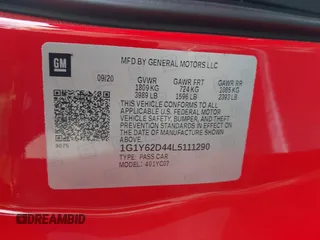 GM
MFD BY GENERAL MOTORS LLC
09/20 GVWR GAWR FRT GAWR RR
1809 KG 724 KG 1085 KG
3989 LB 1596 LB 2393 LB
THIS VEHICLE CONFORMS TO ALL
APPLICABLE U.S. FEDERAL MOTOR
VEHICLE SAFETY, BUMPER, AND
THEFT PREVENTION STANDARDS IN
EFFECT ON THE DATE OF
MANUFACTURE SHOWN ABOVE.
1G1Y62D44L5111290
TYPE: PASS CAR
MODEL: 401YC07
DREAMBID